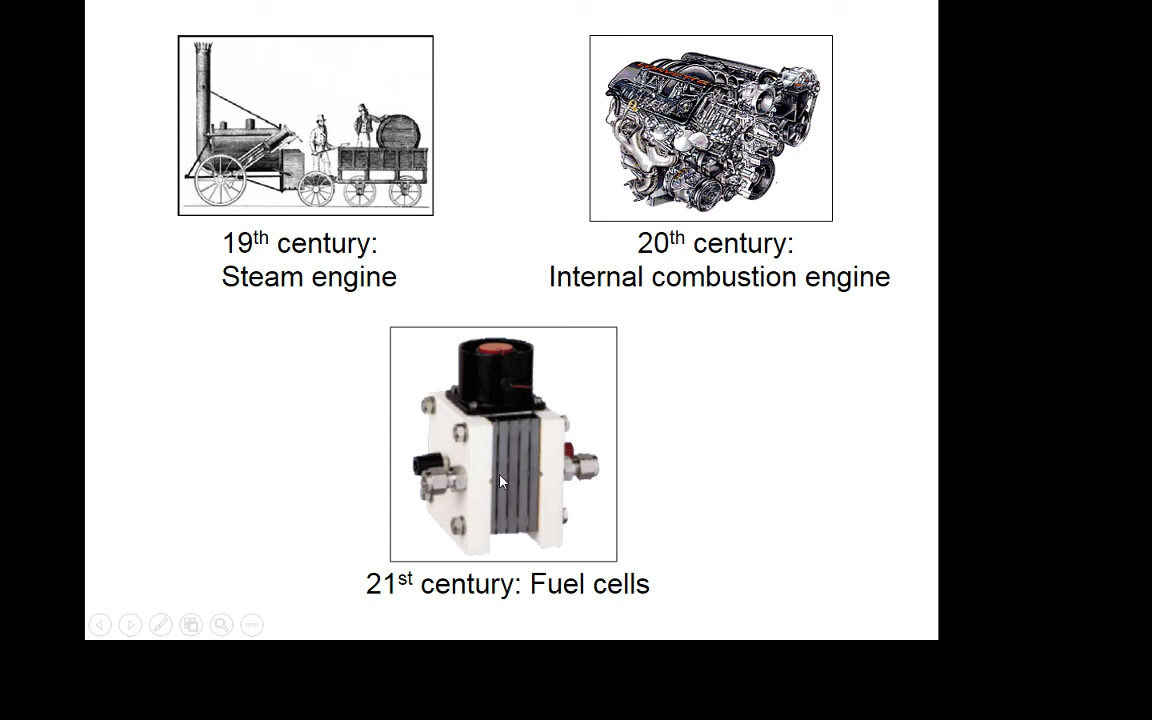 19th century:
Steam engine
20th century:
Internal combustion engine
21st century: Fuel cells